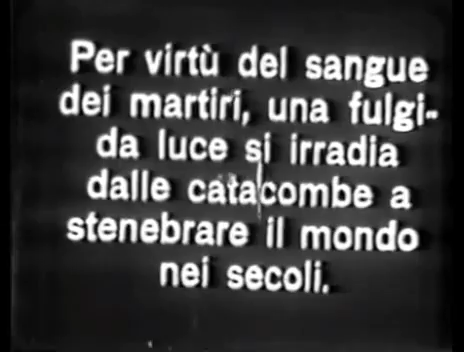 Per virtù del sangue
dei martiri, una fulgi-
da luce si irradia
dalle catacombe a
stenebrare il mondo
nei secoli.